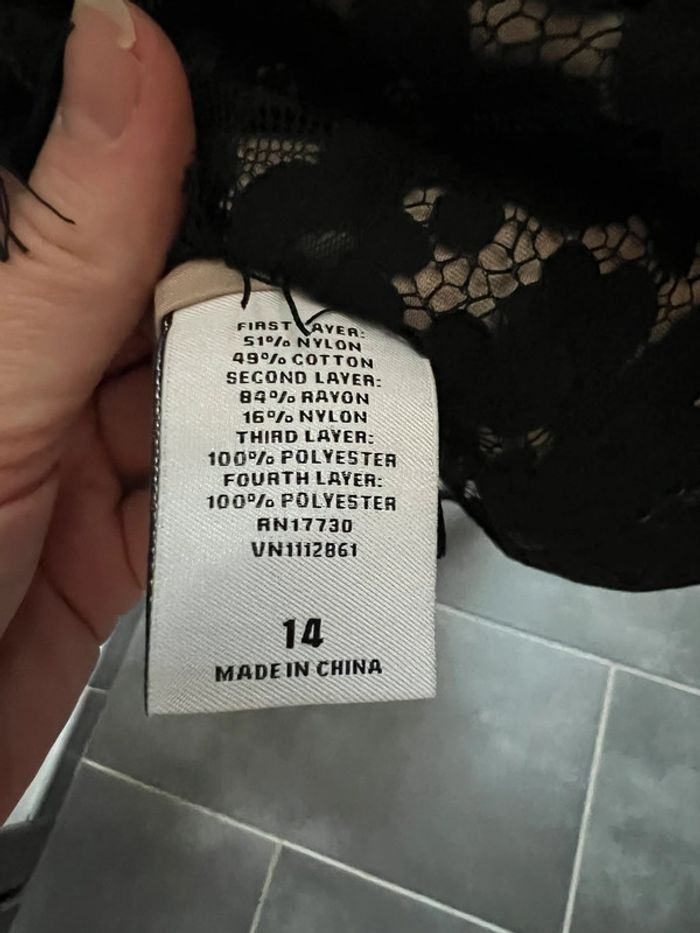 FIRST LAYER:
51% NYLON
49% COTTON
SECOND LAYER:
84% RAYON
16% NYLON
THIRD LAYER:
100% POLYESTER
FOURTH LAYER:
100% POLYESTER
RN17730
VN1112861
14
MADE IN CHINA